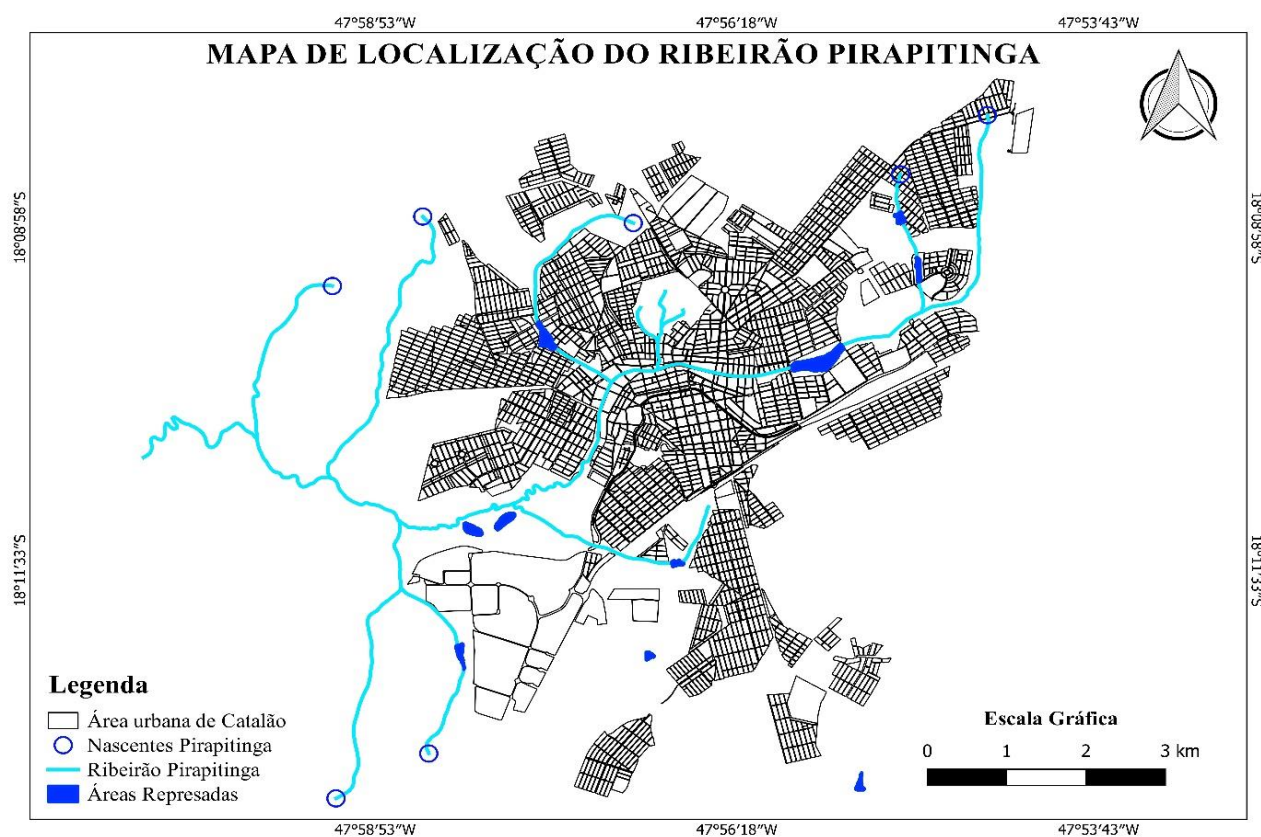 47°58'53"W 47°56'18"W 47°53'43"W
MAPA DE LOCALIZAÇÃO DO RIBEIRÃO PIRAPITINGA
18°08'58"S
18°08'58"S
18°11'33"S
18°11'33"S
Legenda
Área urbana de Catalão
Nascentes Pirapitinga
Ribeirão Pirapitinga
Áreas Represadas
Escala Gráfica
0 1 2 3 km
47°58'53"W 47°56'18"W 47°53'43"W